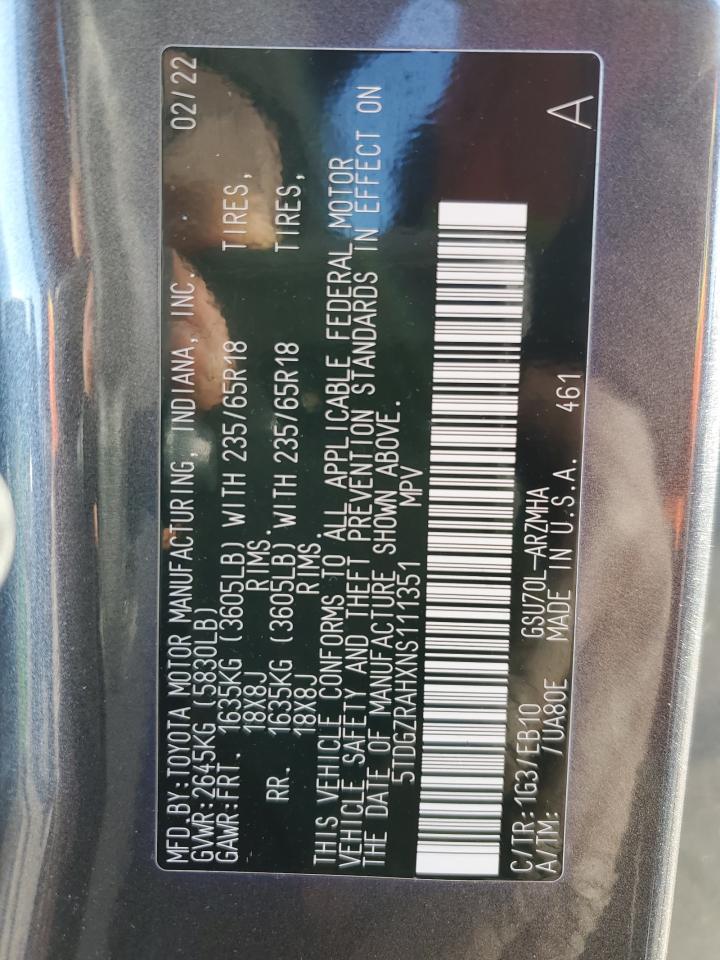 MFD.BY:TOYOTA MOTOR MANUFACTURING, INDIANA, INC. 02/22
GVWR:2645KG (5830LB)
GAWR:FRT. 1635KG (3605LB) WITH 235/65R18 TIRES,
18X8J RIMS.
RR. 1635KG (3605LB) WITH 235/65R18 TIRES,
18X8J RIMS.
THIS VEHICLE CONFORMS TO ALL APPLICABLE FEDERAL MOTOR
VEHICLE SAFETY AND THEFT PREVENTION STANDARDS IN EFFECT ON
THE DATE OF MANUFACTURE SHOWN ABOVE.
5TDGZRAHXNS111351 MPV
C/TR:1G3/EB10 GSU70L-ARZMHA
A/TM: /UA80E MADE IN U.S.A. 461 A